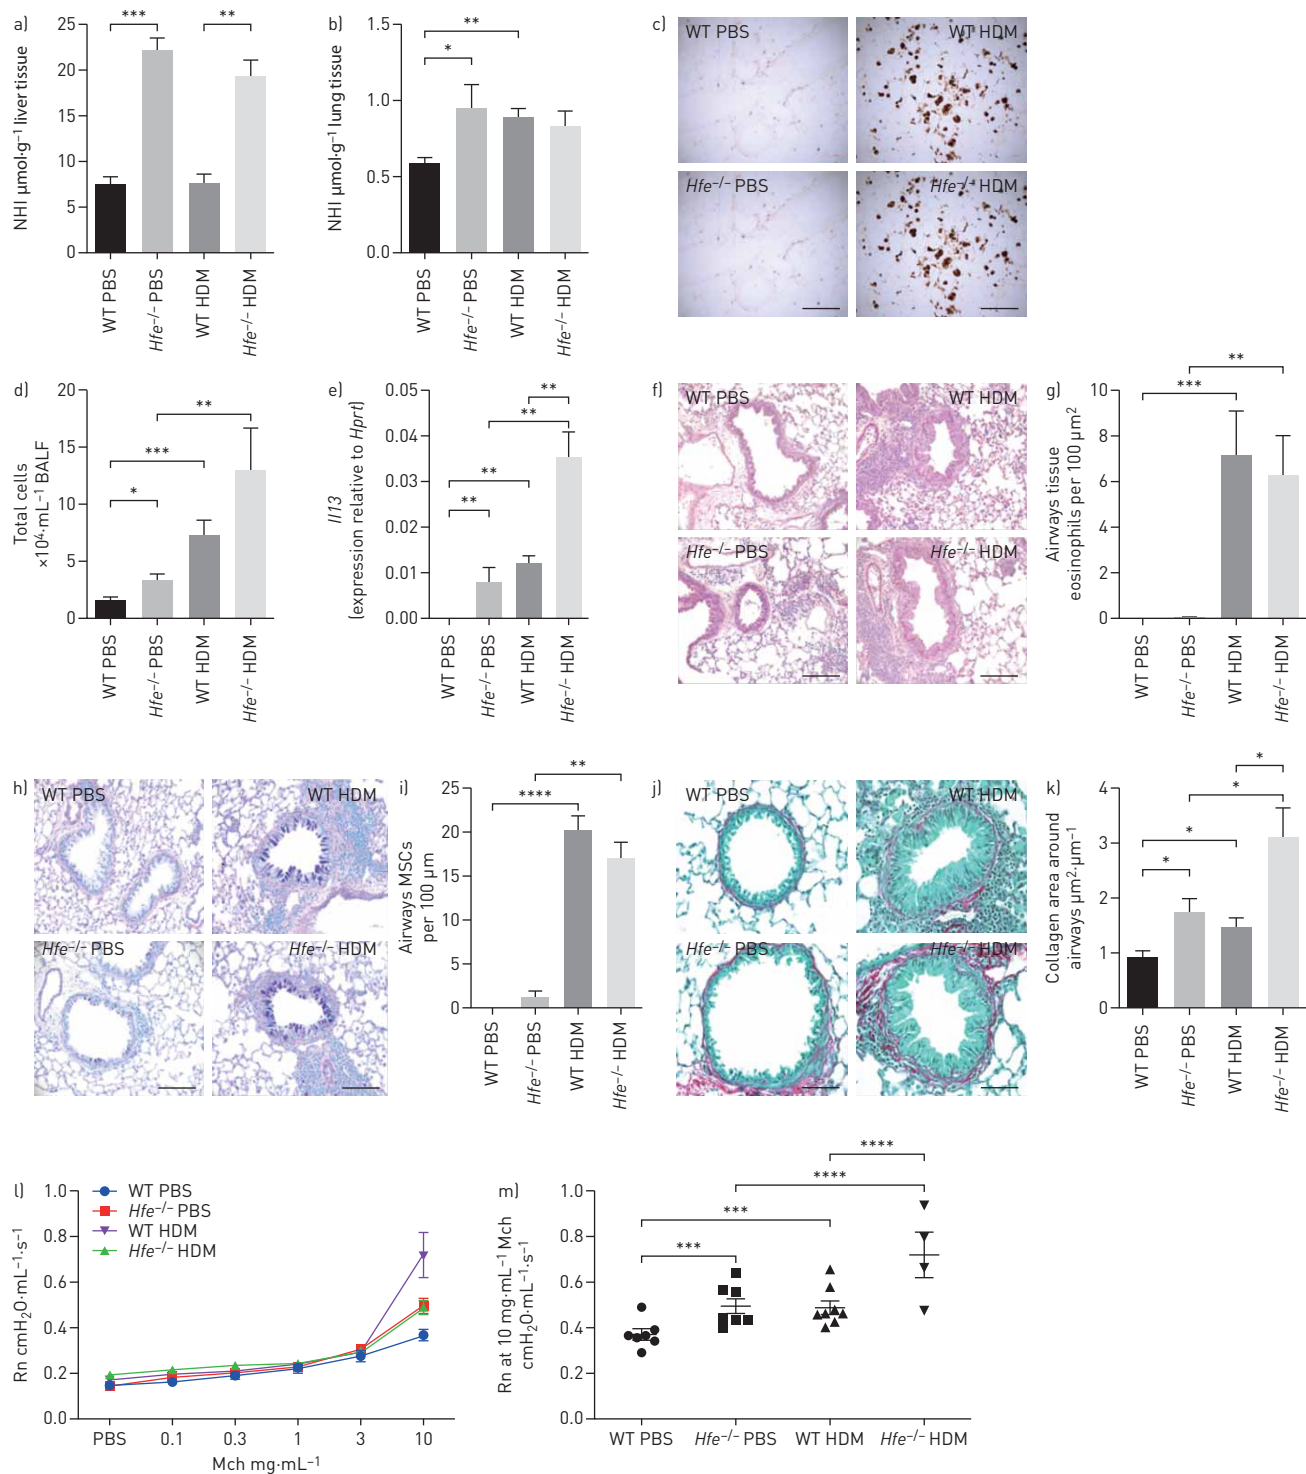 a)
NHI µmol·g⁻¹ liver tissue
25
20
15
10
5
0
***
**
WT PBS
Hfe⁻/⁻ PBS
WT HDM
Hfe⁻/⁻ HDM
b)
NHI µmol·g⁻¹ lung tissue
1.5
1.0
0.5
0.0
**
*
WT PBS
Hfe⁻/⁻ PBS
WT HDM
Hfe⁻/⁻ HDM
c)
WT PBS
WT HDM
Hfe⁻/⁻ PBS
Hfe⁻/⁻ HDM
d)
Total cells
×10⁴·mL⁻¹ BALF
20
15
10
5
0
**
***
*
WT PBS
Hfe⁻/⁻ PBS
WT HDM
Hfe⁻/⁻ HDM
e)
Il13
(expression relative to Hprt)
0.05
0.04
0.03
0.02
0.01
0.00
**
**
**
**
WT PBS
Hfe⁻/⁻ PBS
WT HDM
Hfe⁻/⁻ HDM
f)
WT PBS
WT HDM
Hfe⁻/⁻ PBS
Hfe⁻/⁻ HDM
g)
Airways tissue
eosinophils per 100 µm²
10
8
6
4
2
0
**
***
WT PBS
Hfe⁻/⁻ PBS
WT HDM
Hfe⁻/⁻ HDM
h)
WT PBS
WT HDM
Hfe⁻/⁻ PBS
Hfe⁻/⁻ HDM
i)
Airways MSCs
per 100 µm
25
20
15
10
5
0
**
****
WT PBS
Hfe⁻/⁻ PBS
WT HDM
Hfe⁻/⁻ HDM
j)
WT PBS
WT HDM
Hfe⁻/⁻ PBS
Hfe⁻/⁻ HDM
k)
Collagen area around
airways µm²·µm⁻¹
4
3
2
1
0
*
*
*
*
WT PBS
Hfe⁻/⁻ PBS
WT HDM
Hfe⁻/⁻ HDM
l)
Rn cmH₂O·mL⁻¹·s⁻¹
1.0
0.8
0.6
0.4
0.2
0.0
WT PBS
Hfe⁻/⁻ PBS
WT HDM
Hfe⁻/⁻ HDM
PBS 0.1 0.3 1 3 10
Mch mg·mL⁻¹
m)
Rn at 10 mg·mL⁻¹ Mch
cmH₂O·mL⁻¹·s⁻¹
1.0
0.8
0.6
0.4
0.2
0.0
****
****
***
***
WT PBS Hfe⁻/⁻ PBS WT HDM Hfe⁻/⁻ HDM